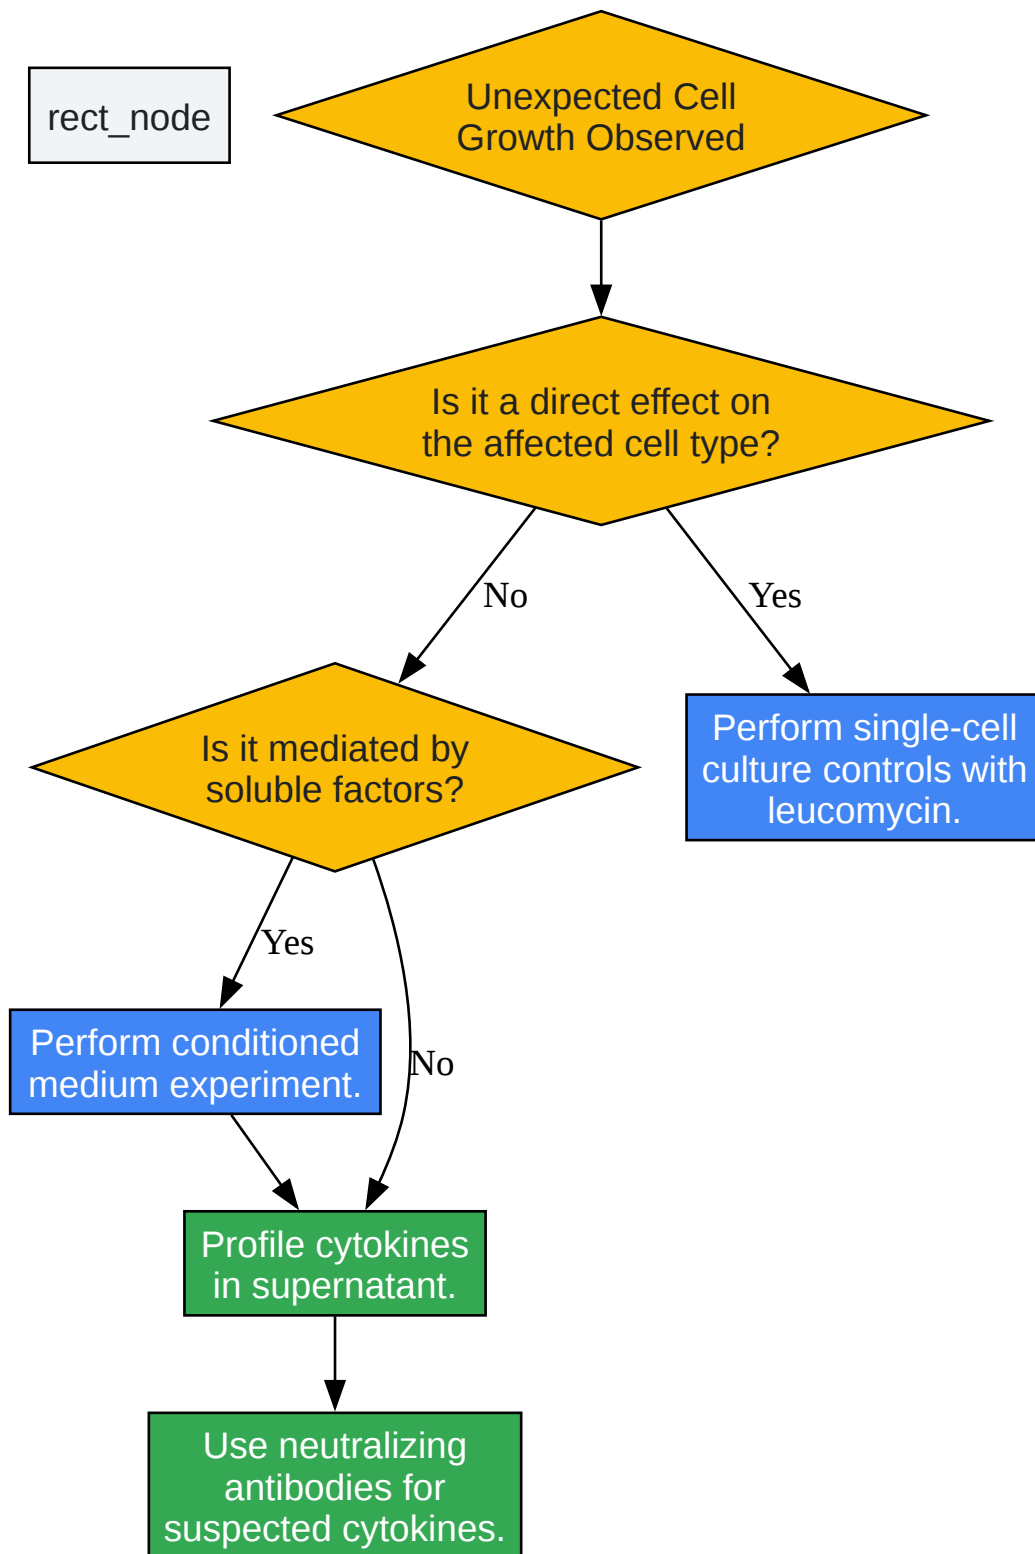 rect_node
Unexpected Cell
Growth Observed
Is it a direct effect on
the affected cell type?
No
Yes
Is it mediated by
soluble factors?
Perform single-cell
culture controls with
leucomycin.
Yes
No
Perform conditioned
medium experiment.
Profile cytokines
in supernatant.
Use neutralizing
antibodies for
suspected cytokines.